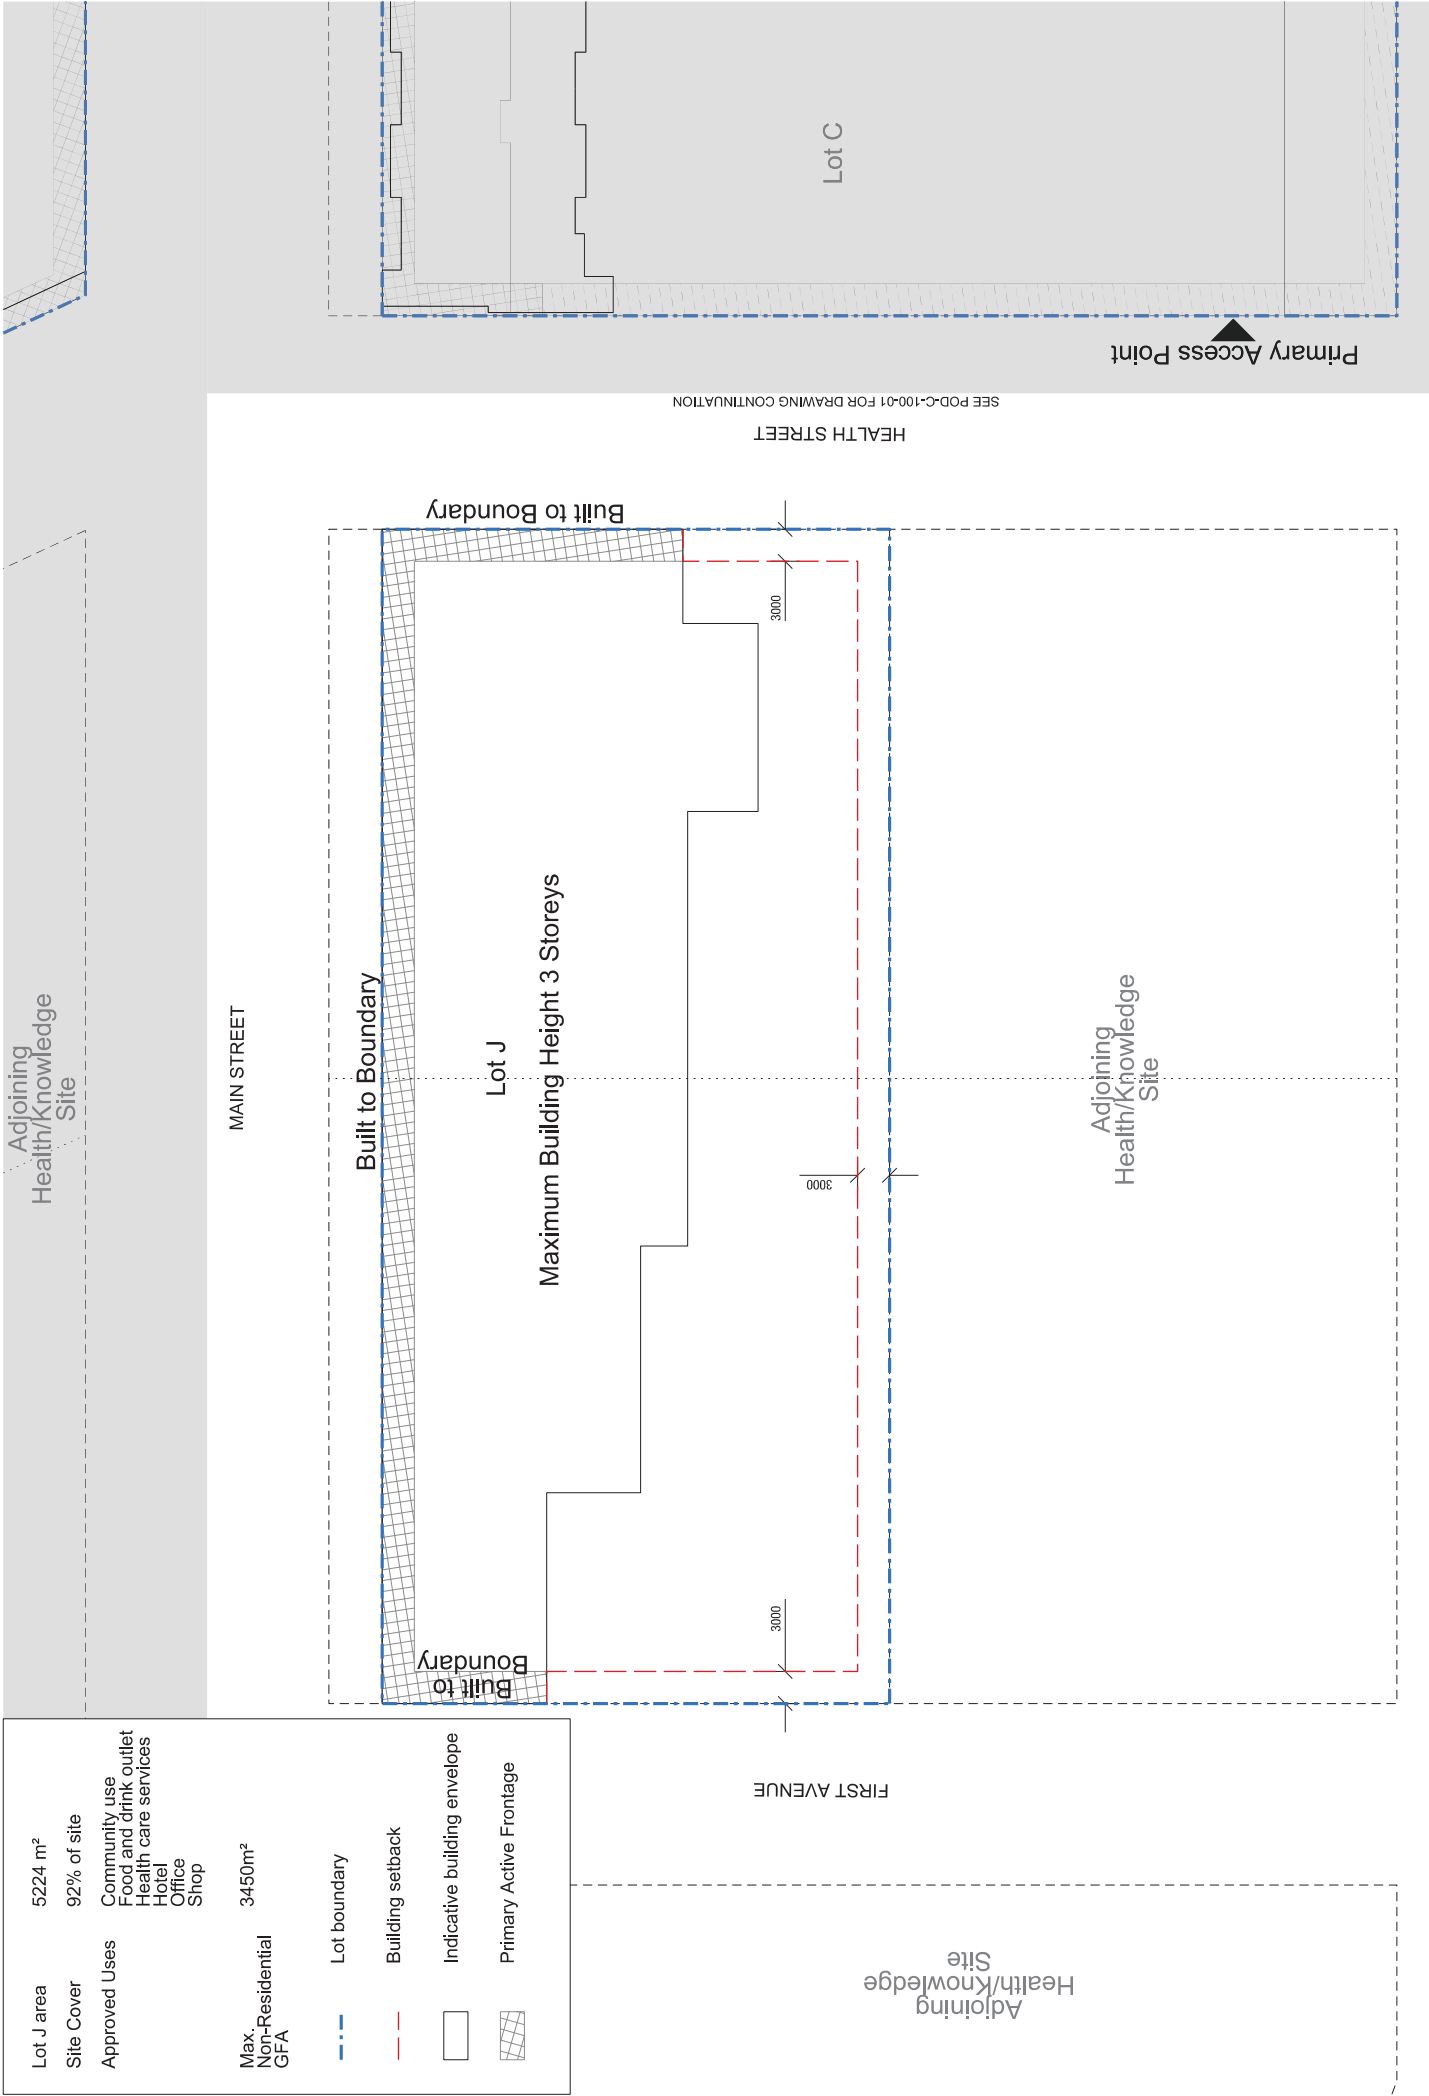 Lot J area 5224 m²
Site Cover 92% of site
Approved Uses Community use
Food and drink outlet
Health care services
Hotel
Office
Shop
Max. 3450m²
Non-Residential
GFA
Lot boundary
Building setback
Indicative building envelope
Primary Active Frontage
Adjoining
Health/Knowledge
Site
MAIN STREET
Built to Boundary
Lot J
Maximum Building Height 3 Storeys
Built to
Boundary
Built to Boundary
3000
3000
3000
FIRST AVENUE
HEALTH STREET
SEE POD-C-100-01 FOR DRAWING CONTINUATION
Lot C
Primary Access Point
Adjoining
Health/Knowledge
Site
Adjoining
Health/Knowledge
Site